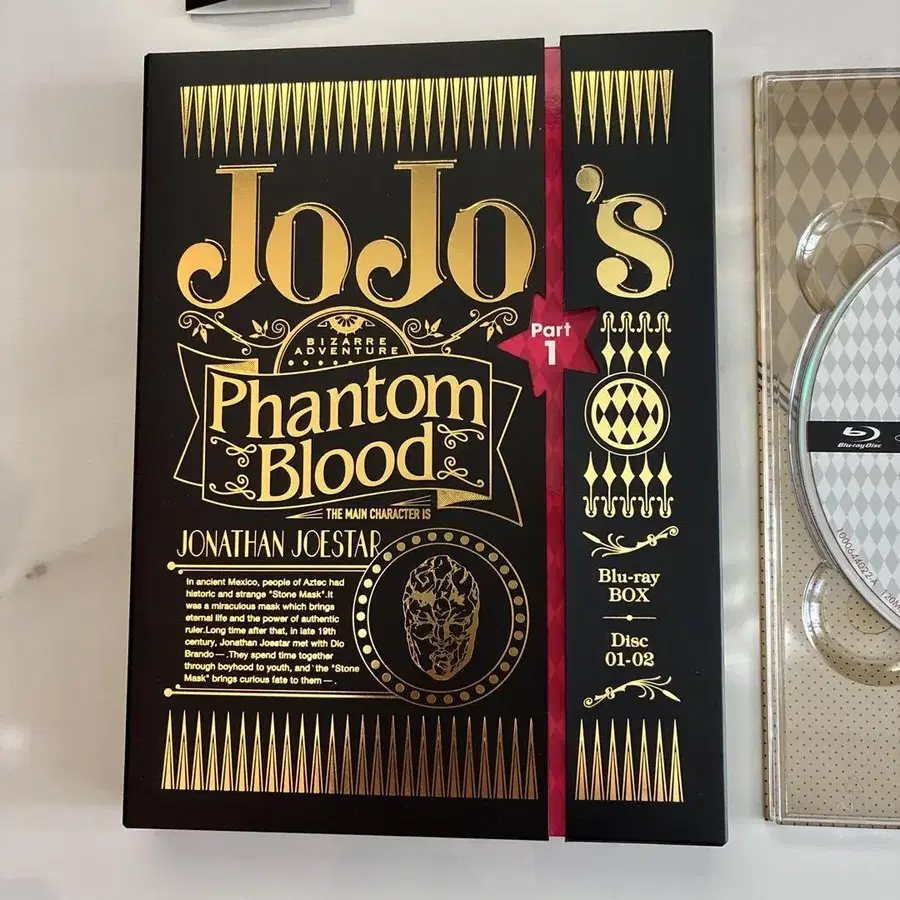 JoJo's
BIZARRE
ADVENTURE
Part
1
Phantom
Blood
THE MAIN CHARACTER IS
JONATHAN JOESTAR
In ancient Mexico, people of Aztec had
historic and strange "Stone Mask".It
was a miraculous mask which brings
eternal life and the power of authentic
ruler.Long time after that, in late 19th
century, Jonathan Joestar met with Dio
Brando — .They spend time together
through boyhood to youth, and 'the "Stone
Mask" brings curious fate to them — .
Blu-ray
BOX
Disc
01-02
Blu-ray Disc
1000644022-A